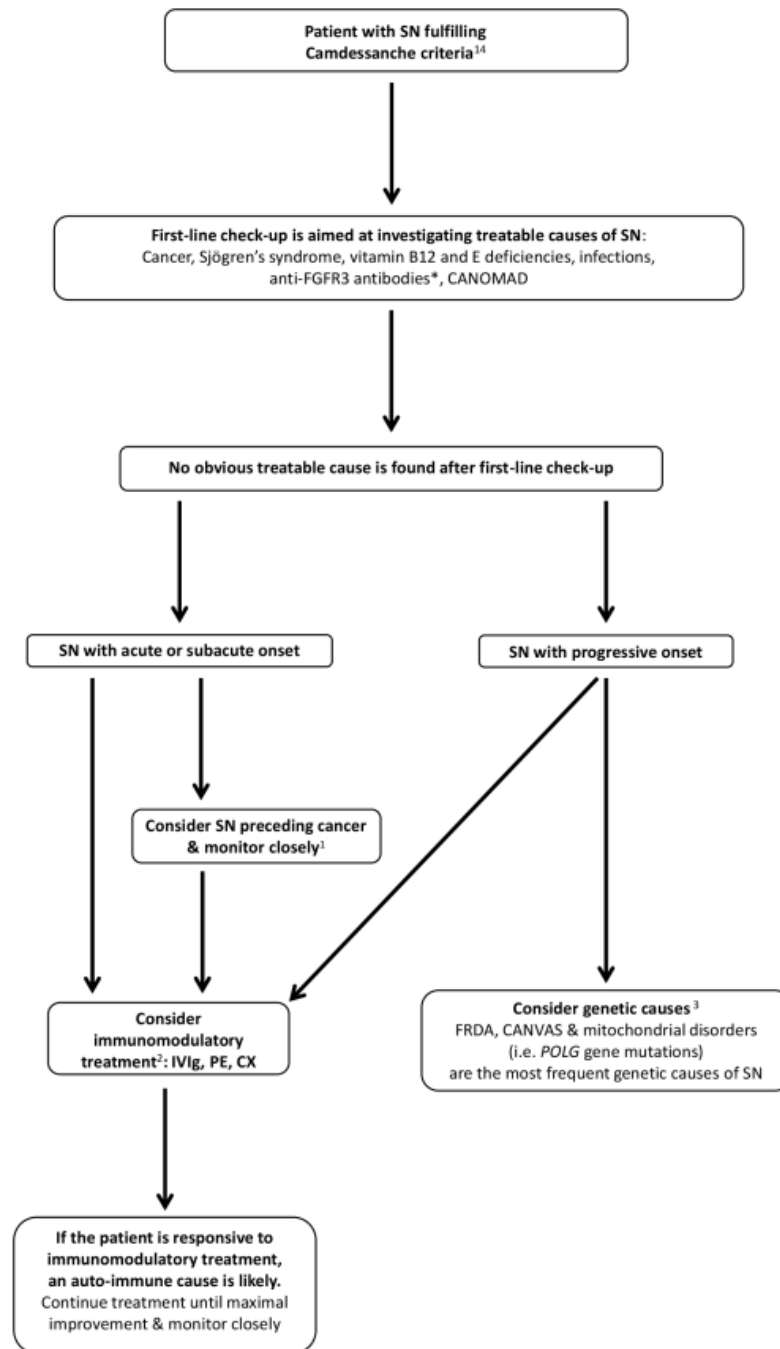 Patient with SN fulfilling
Camdessanche criteria14
First-line check-up is aimed at investigating treatable causes of SN:
Cancer, Sjögren's syndrome, vitamin B12 and E deficiencies, infections,
anti-FGFR3 antibodies*, CANOMAD
No obvious treatable cause is found after first-line check-up
SN with acute or subacute onset
SN with progressive onset
Consider SN preceding cancer
& monitor closely1
Consider
immunomodulatory
treatment2: IVIg, PE, CX
Consider genetic causes 3
FRDA, CANVAS & mitochondrial disorders
(i.e. POLG gene mutations)
are the most frequent genetic causes of SN
If the patient is responsive to
immunomodulatory treatment,
an auto-immune cause is likely.
Continue treatment until maximal
improvement & monitor closely